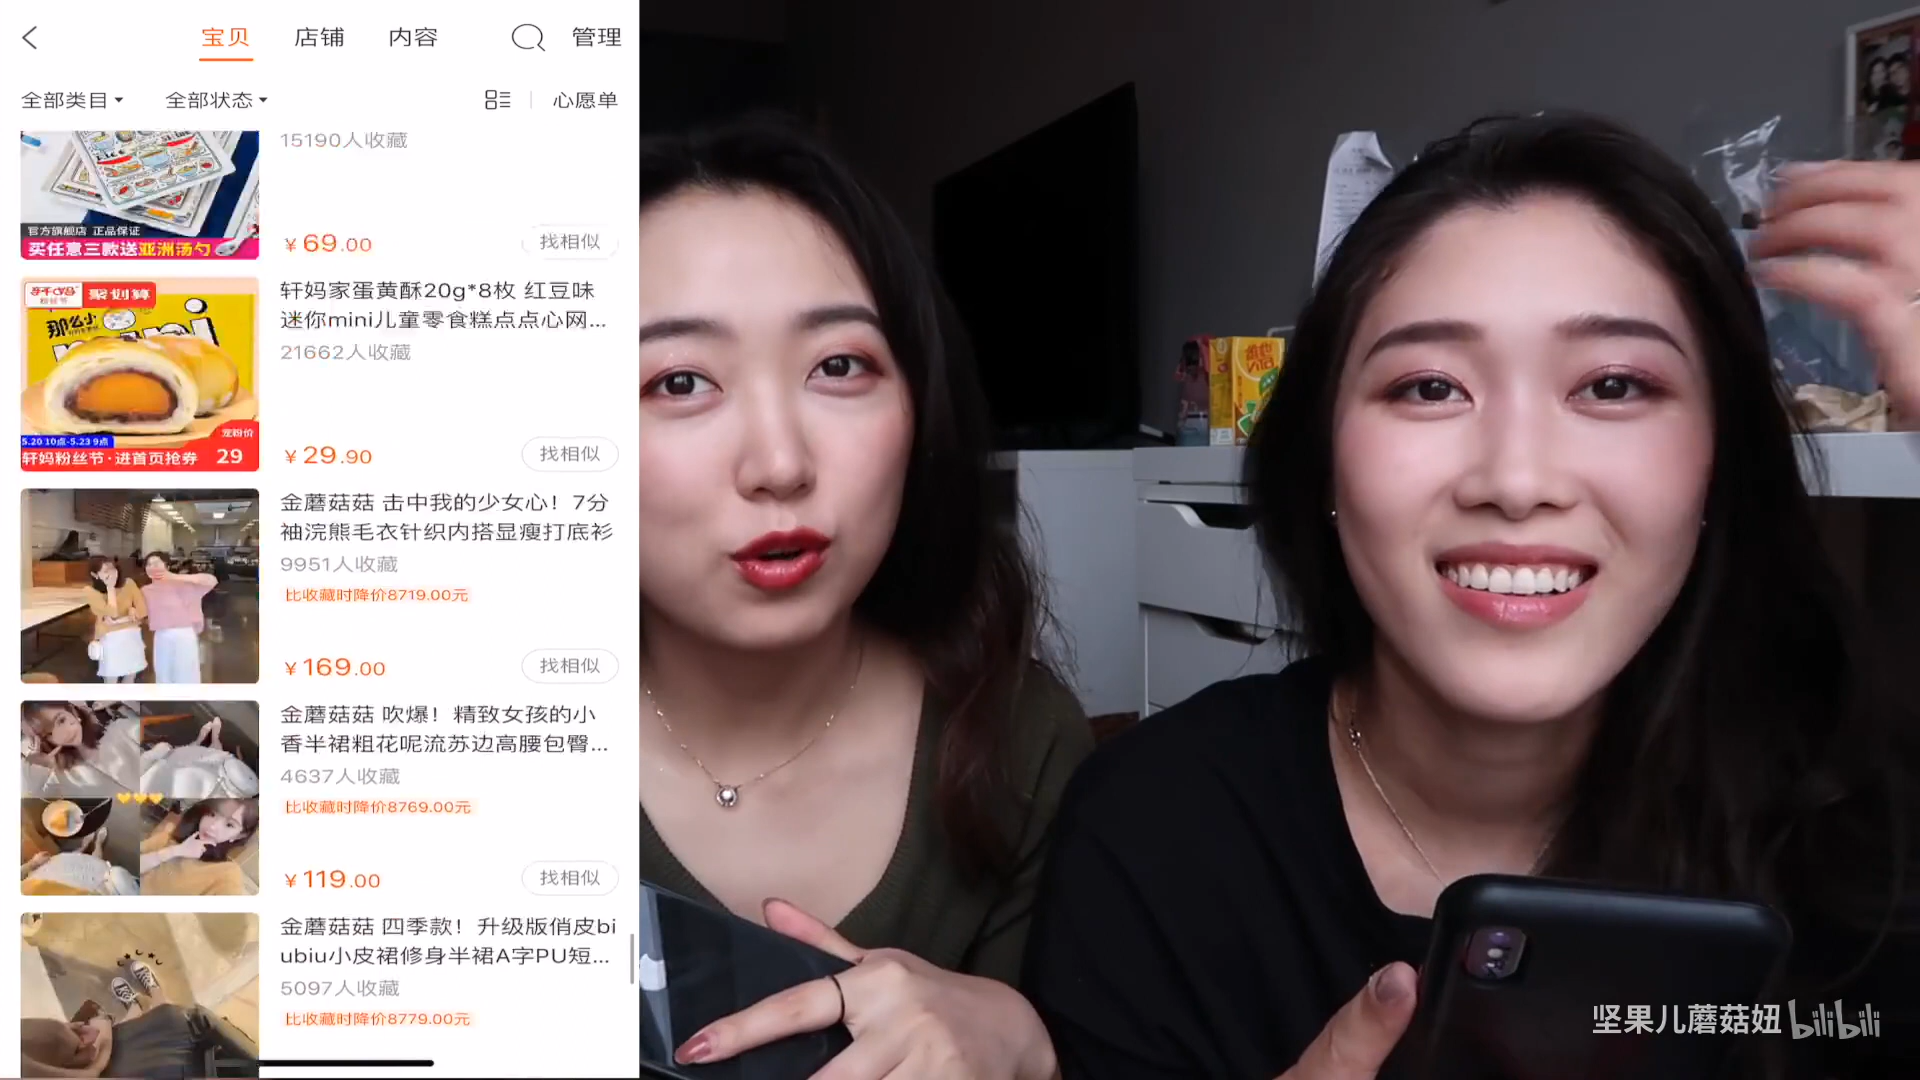 宝贝 店铺 内容 管理
全部类目 全部状态 心愿单
15190人收藏
官方旗舰店 正品保证
买任意三款送亚洲汤勺
¥69.00 找相似
聚划算
那么小
mini
5.20 10点-5.23 9点
宠粉价
轩妈粉丝节·进首页抢券 29
轩妈家蛋黄酥20g*8枚 红豆味
迷你mini儿童零食糕点点心网...
21662人收藏
¥29.90 找相似
金蘑菇菇 击中我的少女心！7分
袖浣熊毛衣针织内搭显瘦打底衫
9951人收藏
比收藏时降价8719.00元
¥169.00 找相似
金蘑菇菇 吹爆！精致女孩的小
香半裙粗花呢流苏边高腰包臀...
4637人收藏
比收藏时降价8769.00元
¥119.00 找相似
金蘑菇菇 四季款！升级版俏皮bi
ubiu小皮裙修身半裙A字PU短...
5097人收藏
比收藏时降价8779.00元
坚果儿蘑菇妞 bilibili